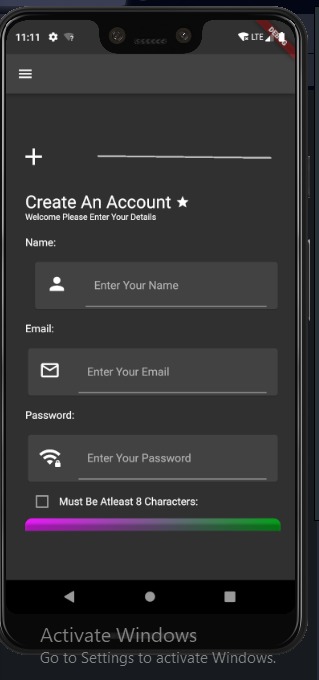 11:11
LTE
DEBUG
Create An Account
Welcome Please Enter Your Details
Name:
Enter Your Name
Email:
Enter Your Email
Password:
Enter Your Password
Must Be Atleast 8 Characters:
Activate Windows
Go to Settings to activate Windows.